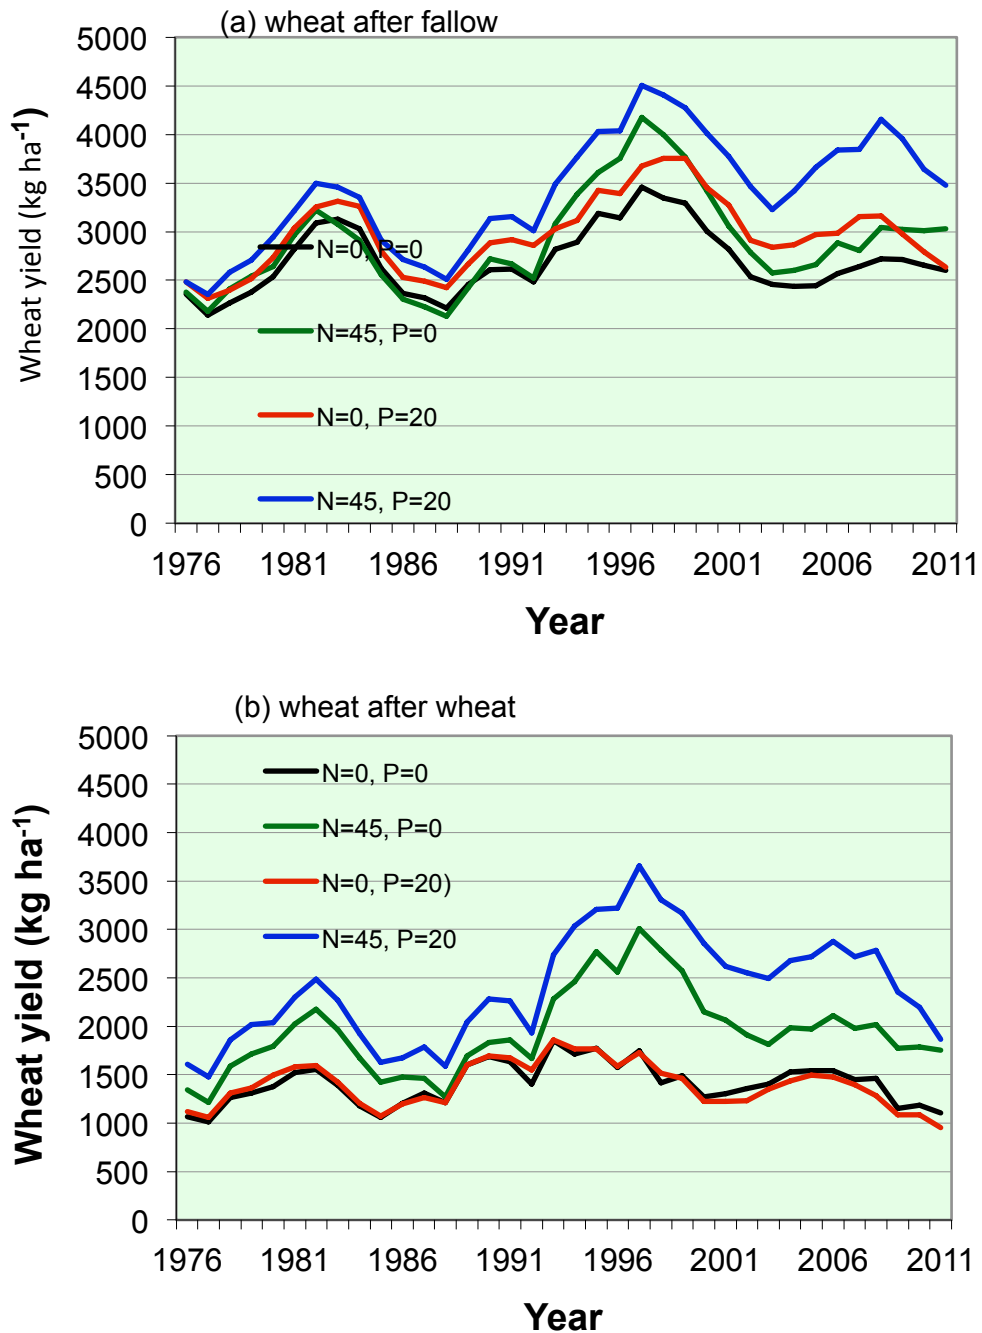 (a) wheat after fallow
5000
4500
4000
3500
3000
2500
2000
1500
1000
500
0
Wheat yield (kg ha-1)
N=0, P=0
N=45, P=0
N=0, P=20
N=45, P=20
1976 1981 1986 1991 1996 2001 2006 2011
Year
(b) wheat after wheat
5000
4500
4000
3500
3000
2500
2000
1500
1000
500
0
Wheat yield (kg ha-1)
N=0, P=0
N=45, P=0
N=0, P=20)
N=45, P=20
1976 1981 1986 1991 1996 2001 2006 2011
Year